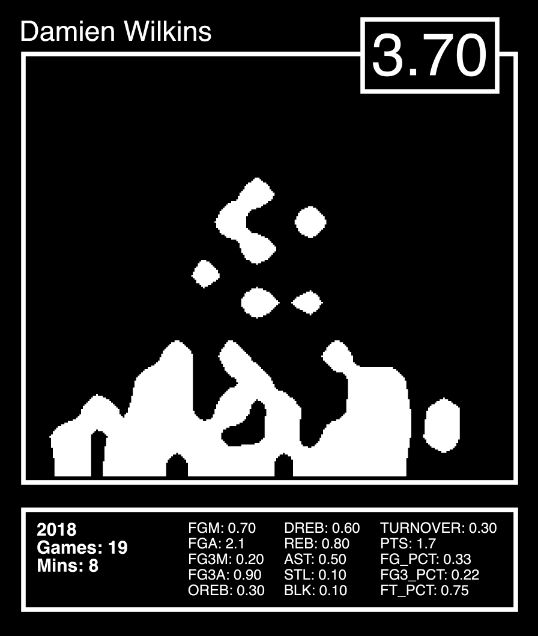 Damien Wilkins
3.70
2018
Games: 19
Mins: 8
FGM: 0.70
FGA: 2.1
FG3M: 0.20
FG3A: 0.90
OREB: 0.30
DREB: 0.60
REB: 0.80
AST: 0.50
STL: 0.10
BLK: 0.10
TURNOVER: 0.30
PTS: 1.7
FG_PCT: 0.33
FG3_PCT: 0.22
FT_PCT: 0.75